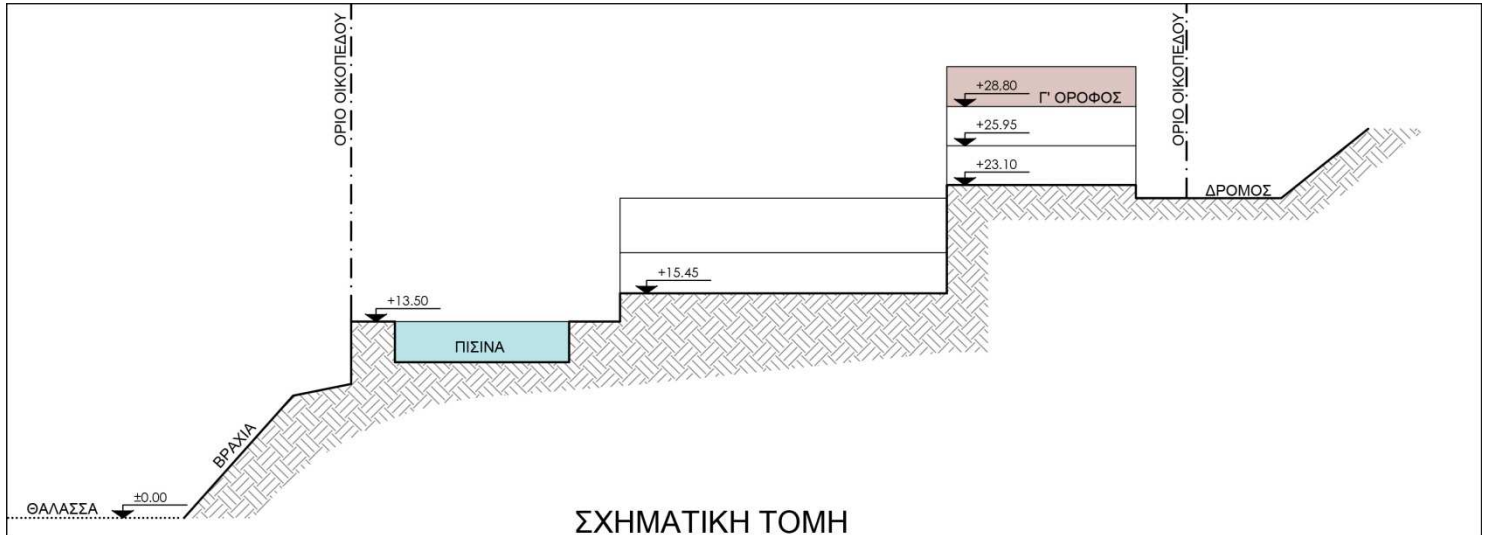 ΟΡΙΟ ΟΙΚΟΠΕΔΟΥ
ΟΡΙΟ ΟΙΚΟΠΕΔΟΥ
+28.80
Γ' ΟΡΟΦΟΣ
+25.95
+23.10
ΔΡΟΜΟΣ
+15.45
+13.50
ΠΙΣΙΝΑ
ΒΡΑΧΙΑ
ΘΑΛΑΣΣΑ
±0.00
ΣΧΗΜΑΤΙΚΗ ΤΟΜΗ